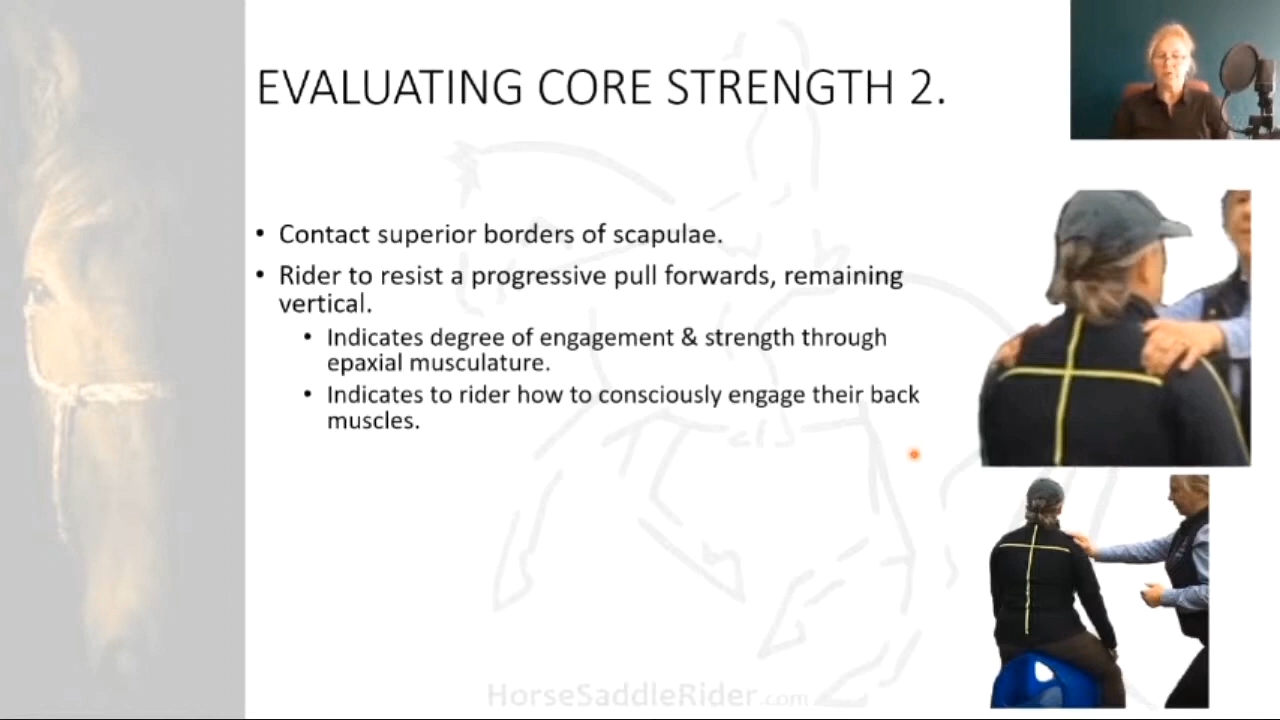 EVALUATING CORE STRENGTH 2.
• Contact superior borders of scapulae.
• Rider to resist a progressive pull forwards, remaining
vertical.
• Indicates degree of engagement & strength through
epaxial musculature.
• Indicates to rider how to consciously engage their back
muscles.
HorseSaddleRider.com